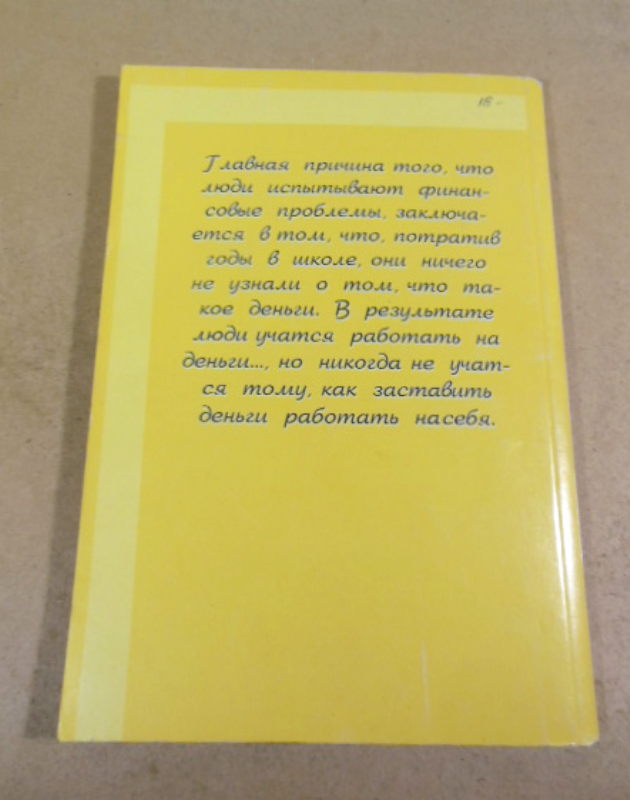 18-
Главная причина того, что
люди испытывают финан-
совые проблемы, заключа-
ется в том, что, потратив
годы в школе, они ничего
не узнали о том, что та-
кое деньги. В результате
люди учатся работать на
деньги..., но никогда не учат-
ся тому, как заставить
деньги работать на себя.